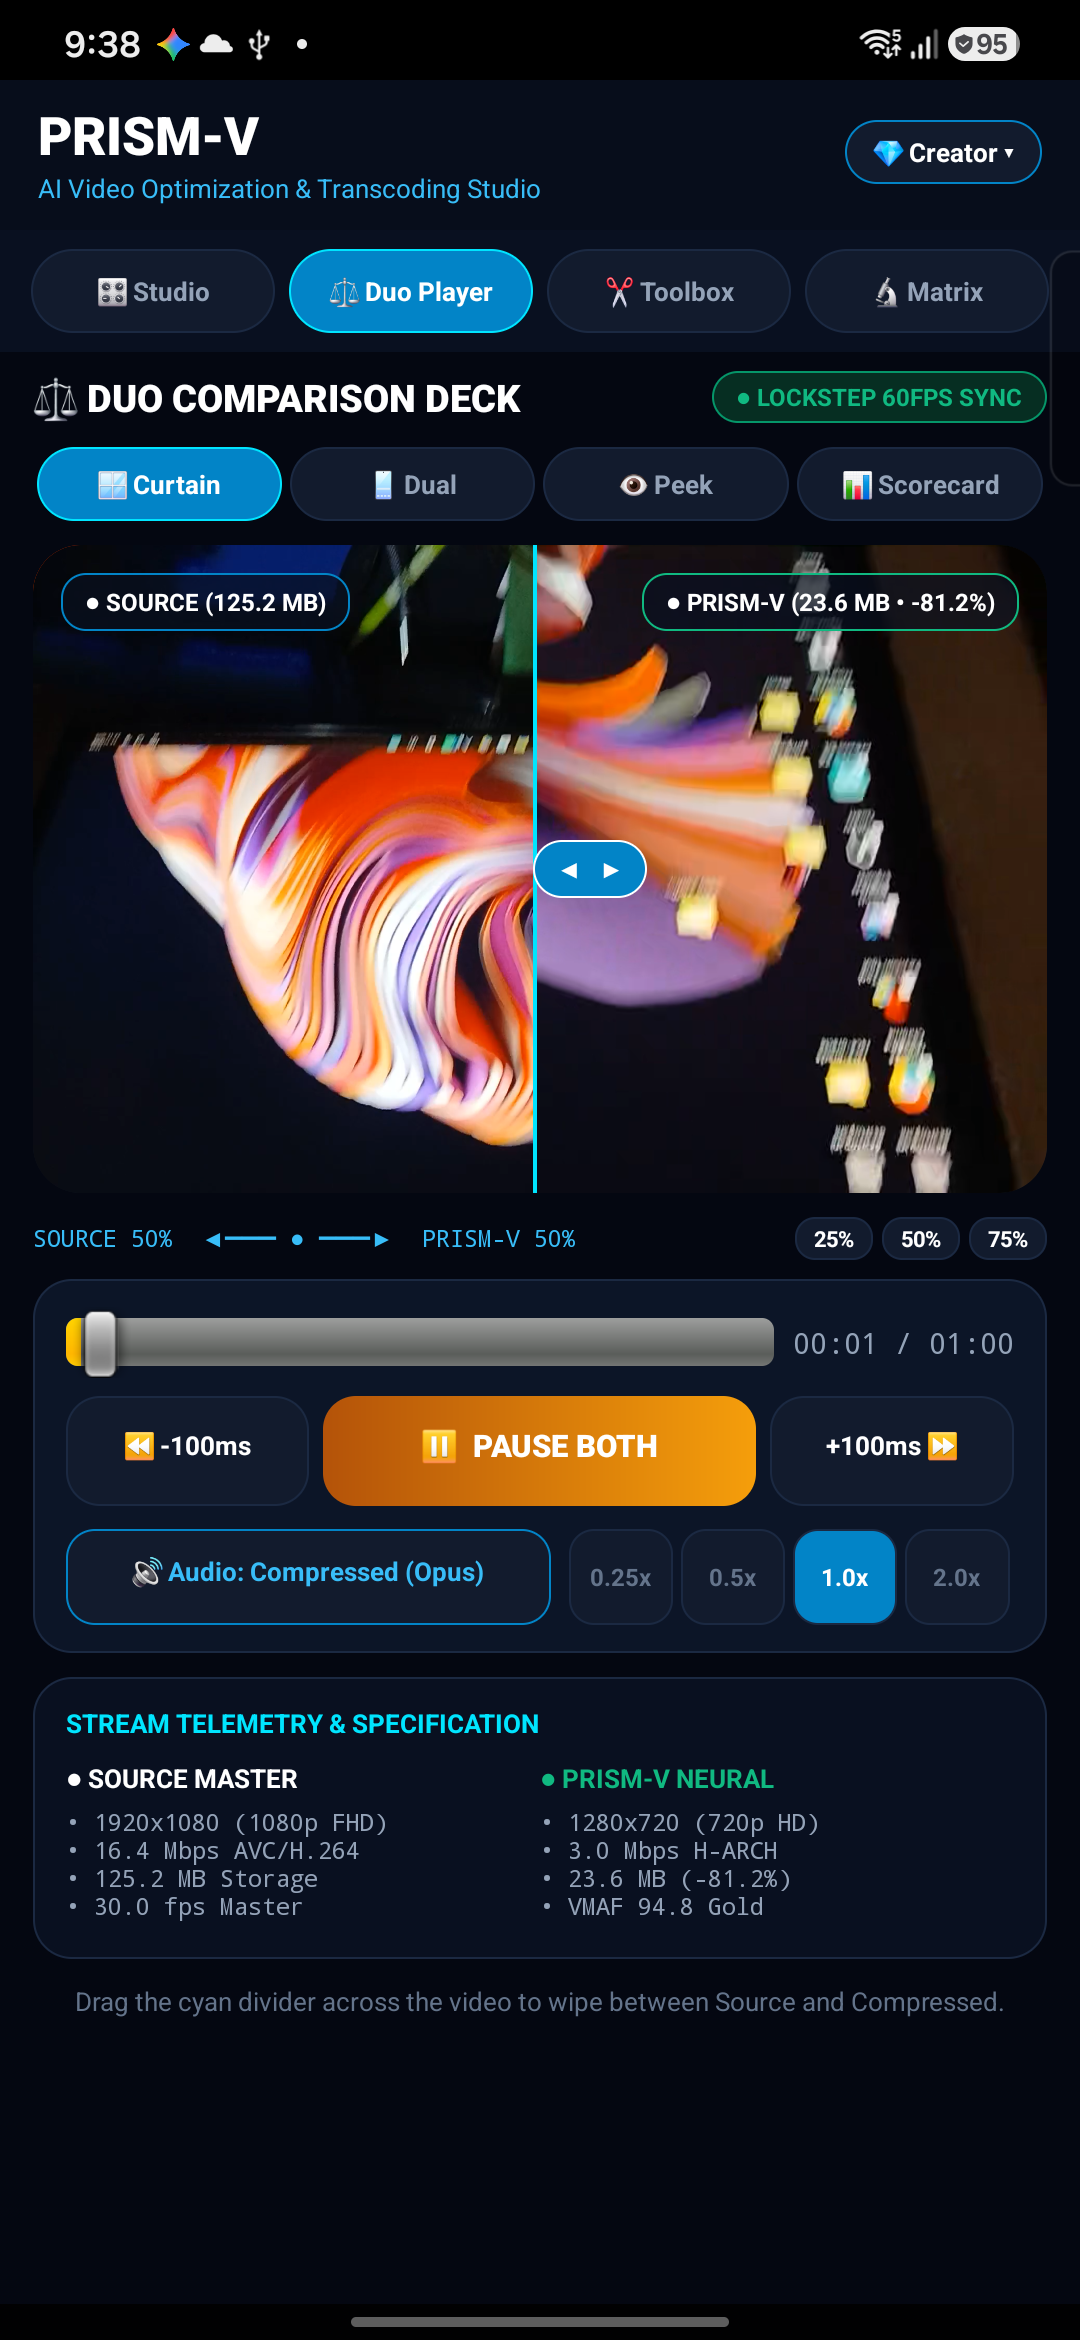 9:38
5
95
PRISM-V
AI Video Optimization & Transcoding Studio
💎 Creator ▾
🎛️ Studio
⚖️ Duo Player
✂️ Toolbox
🔬 Matrix
⚖️ DUO COMPARISON DECK
● LOCKSTEP 60FPS SYNC
🪟 Curtain
📱 Dual
👁️ Peek
📊 Scorecard
● SOURCE (125.2 MB)
● PRISM-V (23.6 MB • -81.2%)
◀ ▶
SOURCE 50% ◀━━━ ● ━━━▶ PRISM-V 50%
25%
50%
75%
00:01 / 01:00
⏪ -100ms
⏸️ PAUSE BOTH
+100ms ⏩
🔊 Audio: Compressed (Opus)
0.25x
0.5x
1.0x
2.0x
STREAM TELEMETRY & SPECIFICATION
● SOURCE MASTER
• 1920x1080 (1080p FHD)
• 16.4 Mbps AVC/H.264
• 125.2 MB Storage
• 30.0 fps Master
● PRISM-V NEURAL
• 1280x720 (720p HD)
• 3.0 Mbps H-ARCH
• 23.6 MB (-81.2%)
• VMAF 94.8 Gold
Drag the cyan divider across the video to wipe between Source and Compressed.